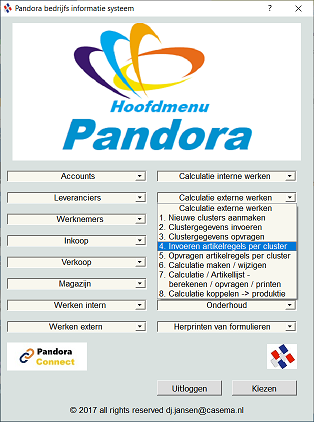 Pandora bedrijfs informatie systeem
?
Hoofdmenu
Pandora
Accounts
Calculatie interne werken
Leveranciers
Calculatie externe werken
Calculatie externe werken
1. Nieuwe clusters aanmaken
2. Clustergegevens invoeren
3. Clustergegevens opvragen
4. Invoeren artikelregels per cluster
5. Opvragen artikelregels per cluster
6. Calculatie maken / wijzigen
7. Calculatie / Artikellijst -
berekenen / opvragen / printen
8. Calculatie koppelen -> produktie
Werknemers
Inkoop
Verkoop
Magazijn
Werken intern
Onderhoud
Werken extern
Herprinten van formulieren
Pandora
Connect
Uitloggen
Kiezen
© 2017 all rights reserved dj.jansen@casema.nl